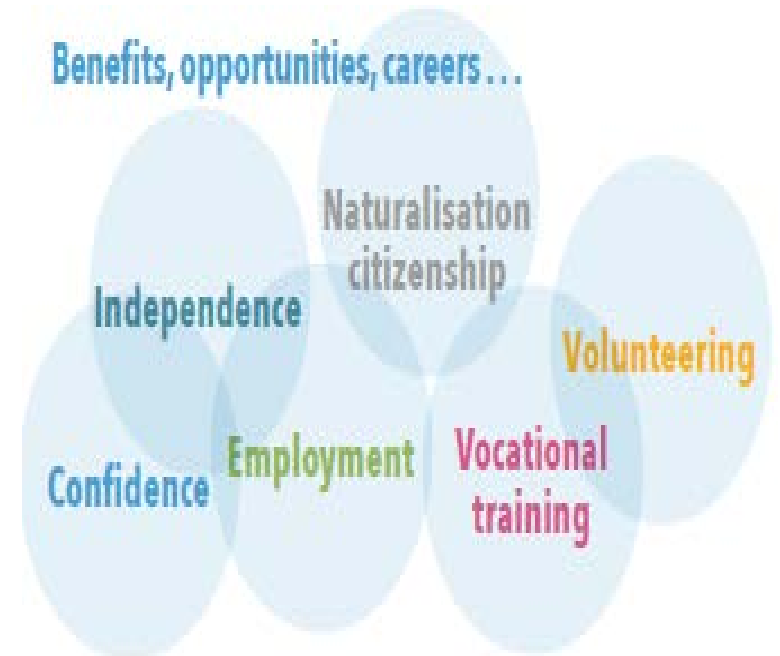 Benefits, opportunities, careers . . .
Naturalisation
citizenship
Independence
Volunteering
Employment
Vocational
training
Confidence